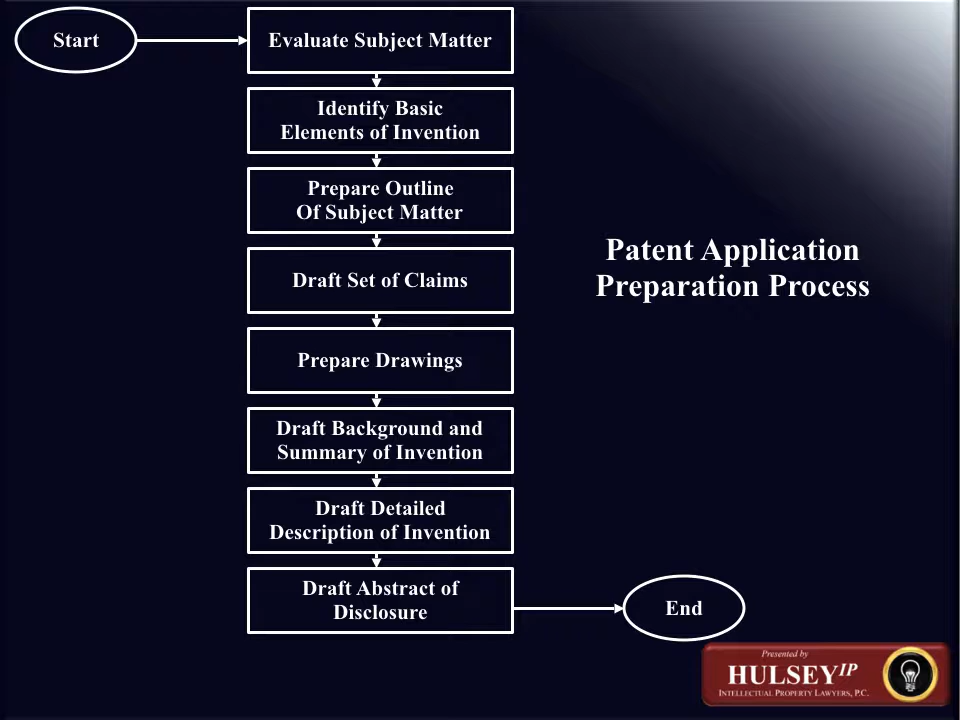 Start
Evaluate Subject Matter
Identify Basic
Elements of Invention
Prepare Outline
Of Subject Matter
Draft Set of Claims
Prepare Drawings
Draft Background and
Summary of Invention
Draft Detailed
Description of Invention
Draft Abstract of
Disclosure
End
Patent Application
Preparation Process
Presented by
HULSEY IP
INTELLECTUAL PROPERTY LAWYERS, P.C.